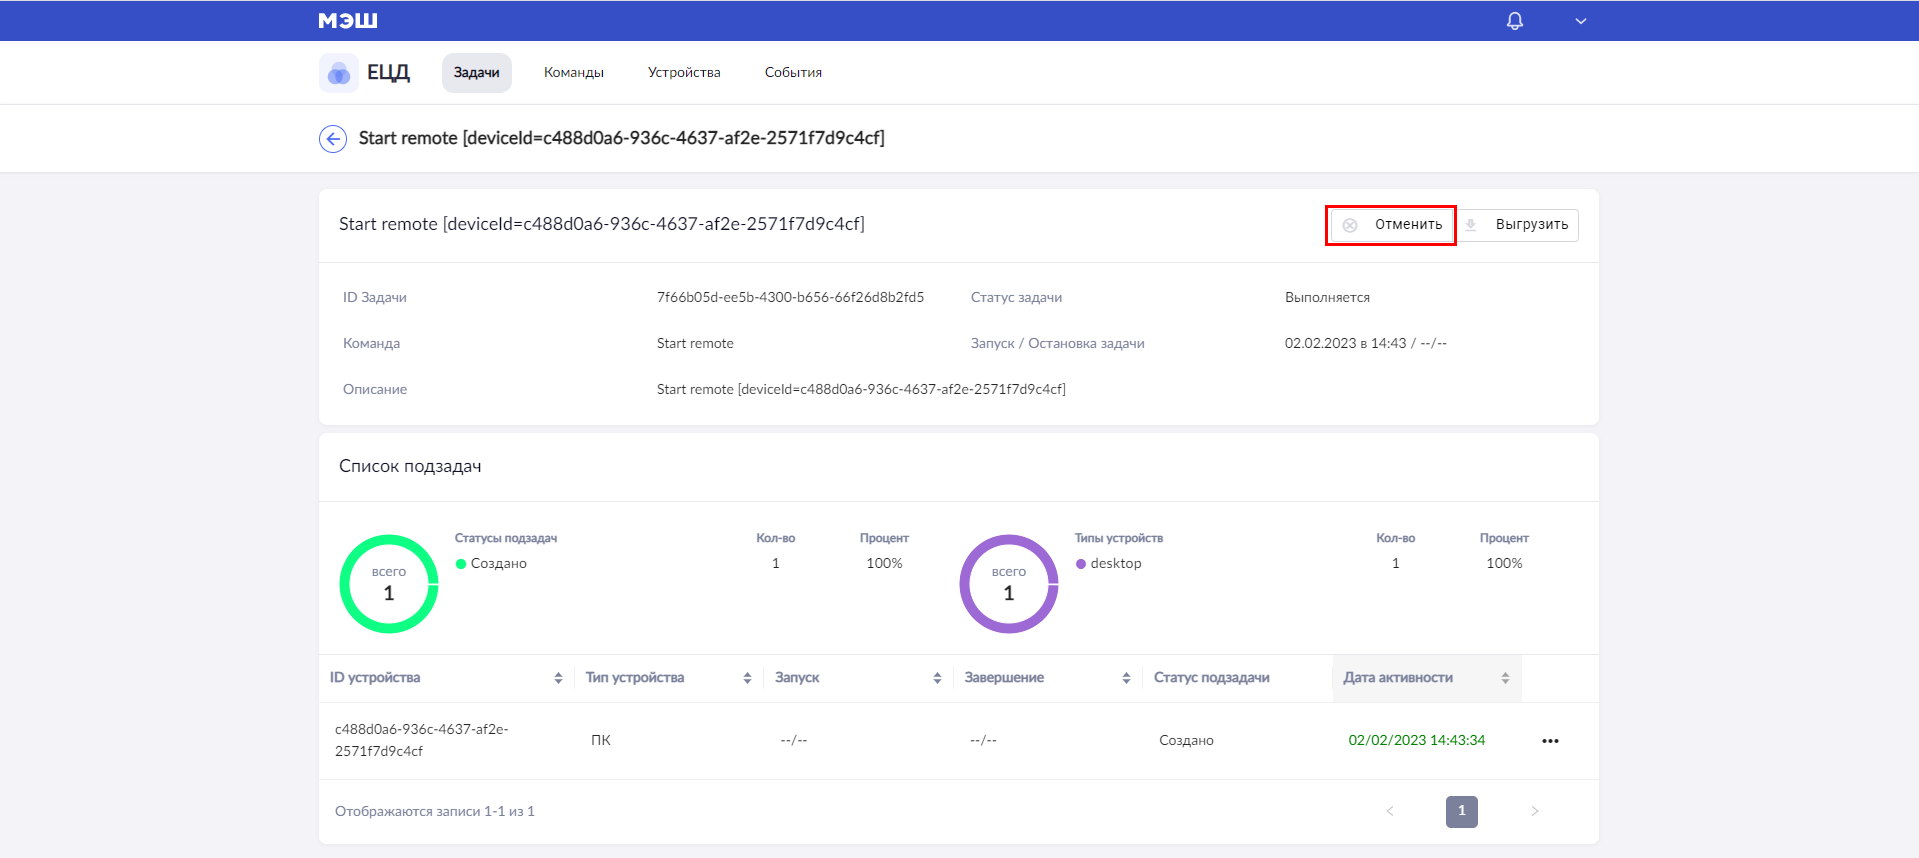 МЭШ
ЕЦД
Задачи
Команды
Устройства
События
Start remote [deviceId=c488d0a6-936c-4637-af2e-2571f7d9c4cf]
Start remote [deviceId=c488d0a6-936c-4637-af2e-2571f7d9c4cf]
Отменить
Выгрузить
ID Задачи
7f66b05d-ee5b-4300-b656-66f26d8b2fd5
Статус задачи
Выполняется
Команда
Start remote
Запуск / Остановка задачи
02.02.2023 в 14:43 / --/--
Описание
Start remote [deviceId=c488d0a6-936c-4637-af2e-2571f7d9c4cf]
Список подзадач
всего
1
Статусы подзадач
Кол-во
Процент
Создано
1
100%
всего
1
Типы устройств
Кол-во
Процент
desktop
1
100%
ID устройства
Тип устройства
Запуск
Завершение
Статус подзадачи
Дата активности
c488d0a6-936c-4637-af2e-
2571f7d9c4cf
ПК
--/--
--/--
Создано
02/02/2023 14:43:34
Отображаются записи 1-1 из 1
1